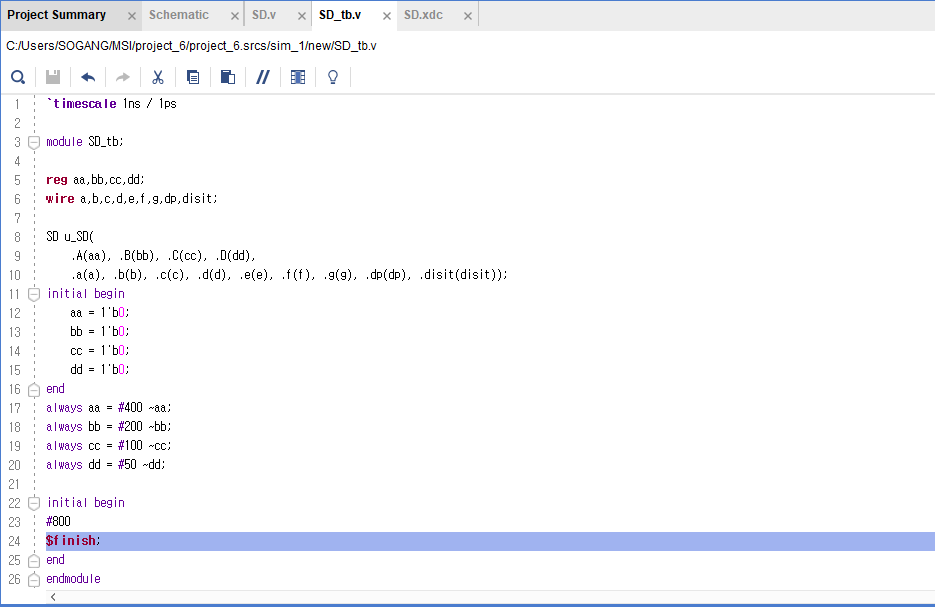 Project Summary × Schematic × SD.v × SD_tb.v × SD.xdc ×
C:/Users/SOGANG/MSI/project_6/project_6.srcs/sim_1/new/SD_tb.v
1 `timescale 1ns / 1ps
2
3 module SD_tb;
4
5 reg aa,bb,cc,dd;
6 wire a,b,c,d,e,f,g,dp,disit;
7
8 SD u_SD(
9 .A(aa), .B(bb), .C(cc), .D(dd),
10 .a(a), .b(b), .c(c), .d(d), .e(e), .f(f), .g(g), .dp(dp), .disit(disit));
11 initial begin
12 aa = 1'b0;
13 bb = 1'b0;
14 cc = 1'b0;
15 dd = 1'b0;
16 end
17 always aa = #400 ~aa;
18 always bb = #200 ~bb;
19 always cc = #100 ~cc;
20 always dd = #50 ~dd;
21
22 initial begin
23 #800
24 $finish;
25 end
26 endmodule